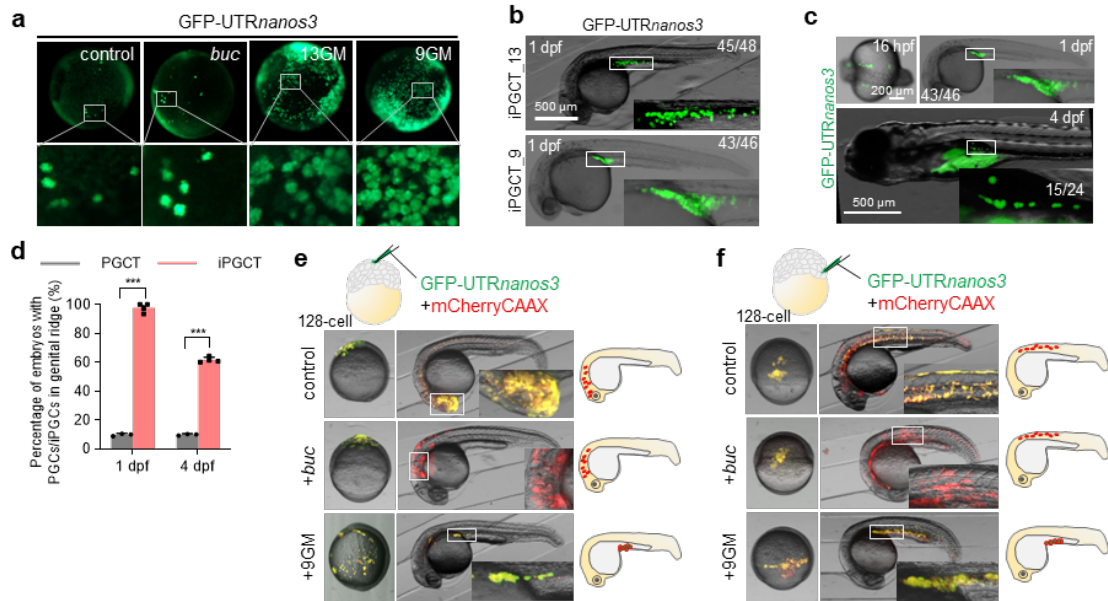 a
GFP-UTRnanos3
control
buc
13GM
9GM
b
GFP-UTRnanos3
iPGCT_13
1 dpf
45/48
500 µm
iPGCT_9
1 dpf
43/46
c
GFP-UTRnanos3
16 hpf
200 µm
1 dpf
43/46
4 dpf
15/24
500 µm
d
PGCT
iPGCT
Percentage of embryos with
PGCs/iPGCs in genital ridge (%)
100
80
60
40
20
0
***
***
1 dpf
4 dpf
e
GFP-UTRnanos3
+mCherryCAAX
128-cell
control
+buc
+9GM
f
GFP-UTRnanos3
+mCherryCAAX
128-cell
control
+buc
+9GM